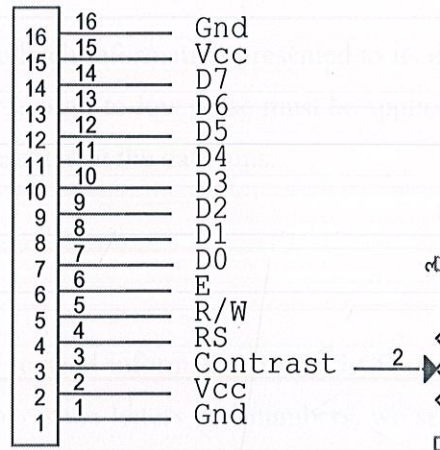 16 16 Gnd
15 15 Vcc
14 14 D7
13 13 D6
12 12 D5
11 11 D4
10 10 D3
9 9 D2
8 8 D1
7 7 D0
6 6 E
5 5 R/W
4 4 RS
3 3 Contrast 2
2 2 Vcc
1 1 Gnd